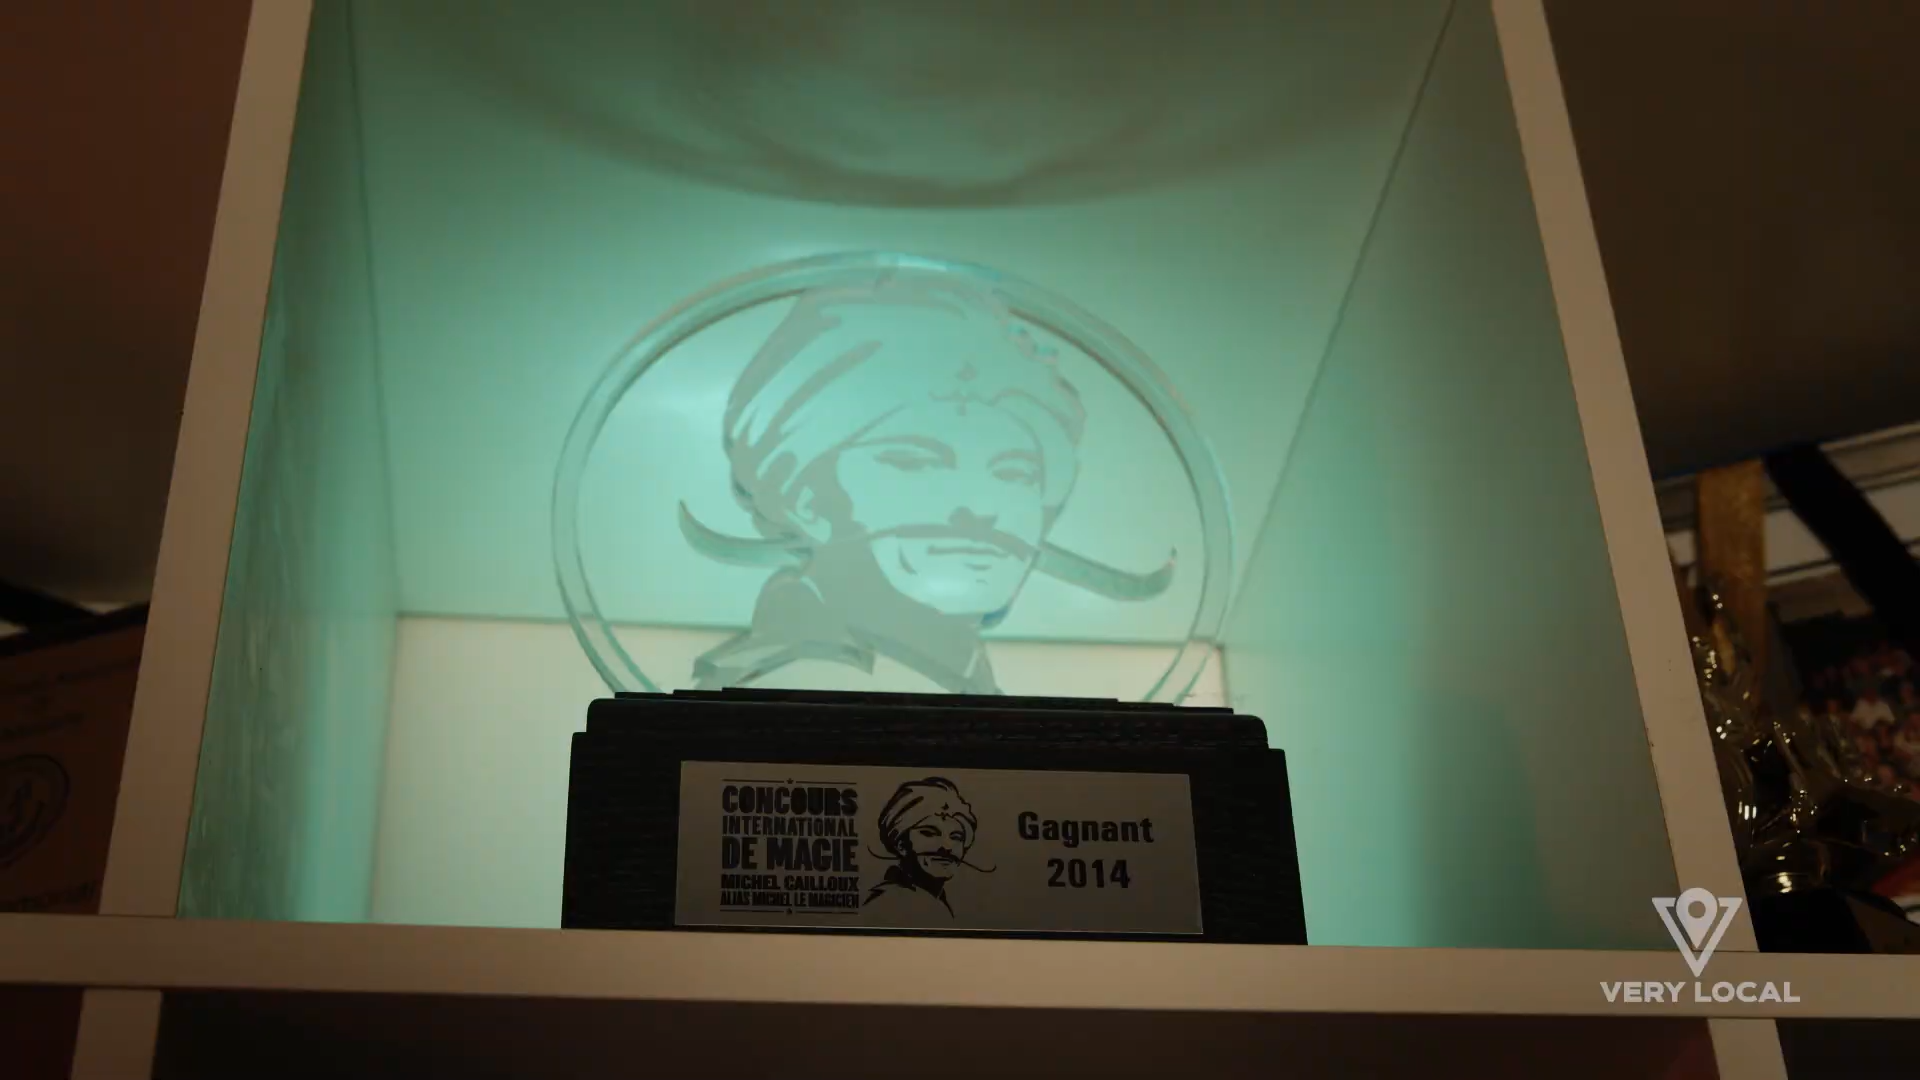 CONCOURS
INTERNATIONAL
DE MAGIE
MICHEL CAILLOUX
ALIAS MICHEL LE MAGICIEN
Gagnant
2014
VERY LOCAL